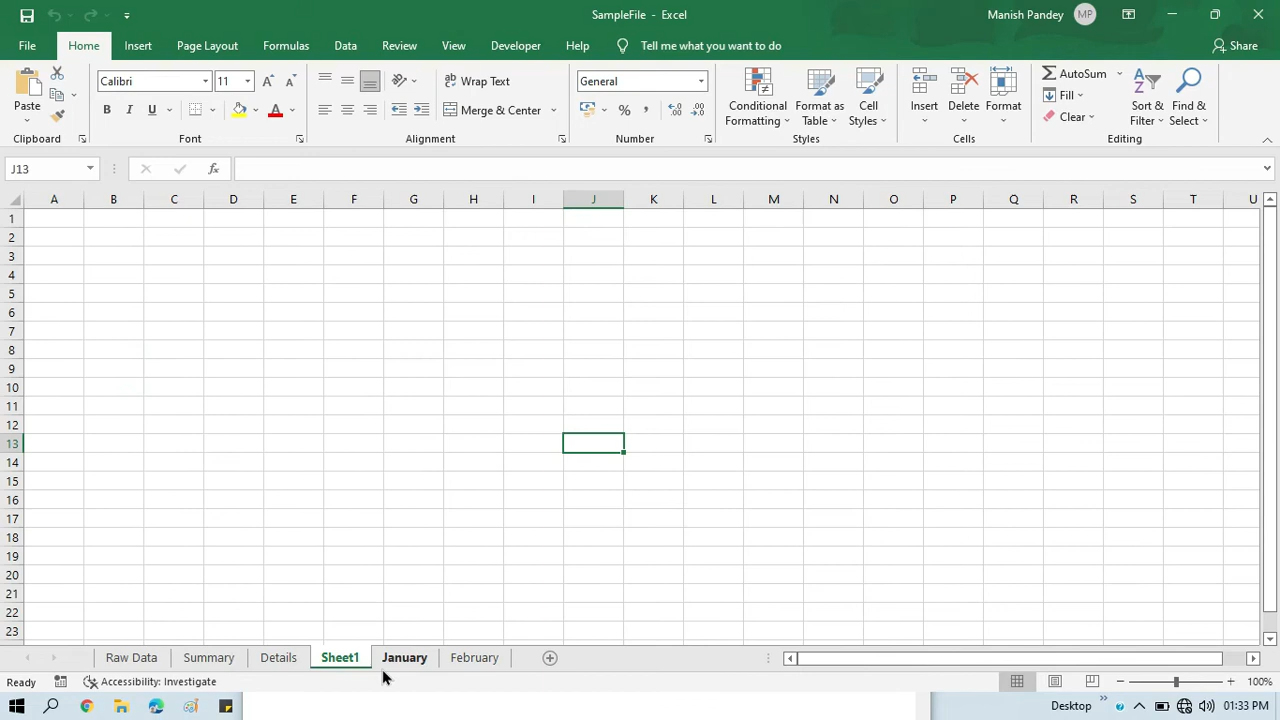 SampleFile - Excel
Manish Pandey MP
File Home Insert Page Layout Formulas Data Review View Developer Help Tell me what you want to do Share
Paste
Clipboard
Calibri 11
B I U A
Font
ab Wrap Text
Merge & Center
Alignment
General
% ,
Number
Conditional Formatting
Format as Table
Cell Styles
Styles
Insert
Delete
Format
Cells
AutoSum
Fill
Clear
Sort & Filter
Find & Select
Editing
J13
fx
A B C D E F G H I J K L M N O P Q R S T U
1
2
3
4
5
6
7
8
9
10
11
12
13
14
15
16
17
18
19
20
21
22
23
Raw Data Summary Details Sheet1 January February
Ready Accessibility: Investigate 100%
Desktop 01:33 PM